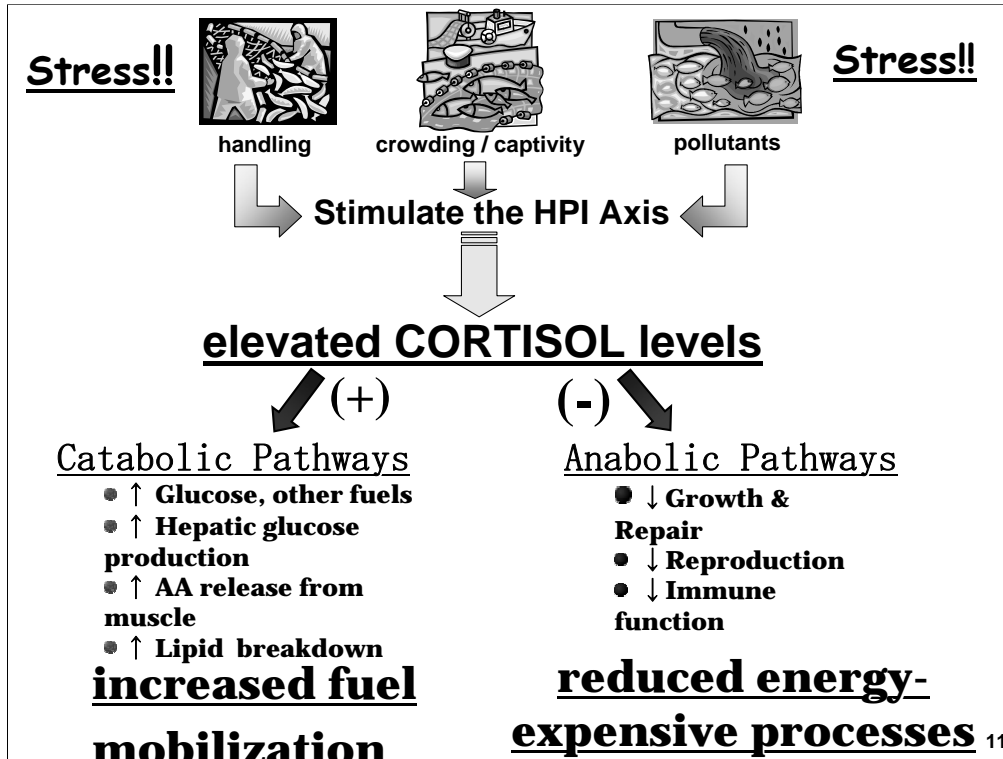 Stress!!
Stress!!
handling
crowding / captivity
pollutants
Stimulate the HPI Axis
elevated CORTISOL levels
(+)
(-)
Catabolic Pathways
● ↑ Glucose, other fuels
● ↑ Hepatic glucose
production
● ↑ AA release from
muscle
● ↑ Lipid breakdown
increased fuel
mobilization
Anabolic Pathways
● ↓ Growth &
Repair
● ↓ Reproduction
● ↓ Immune
function
reduced energy-
expensive processes
11